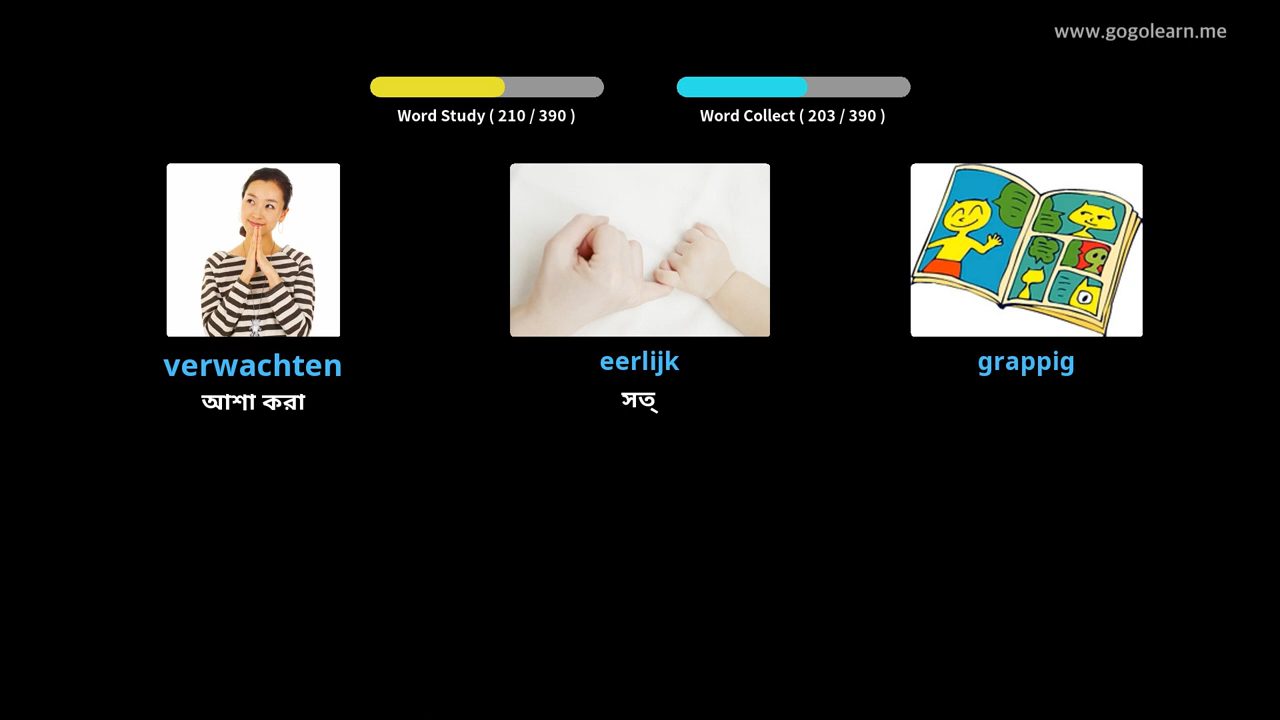 www.gogolearn.me
Word Study ( 210 / 390 )
Word Collect ( 203 / 390 )
verwachten
eerlijk
grappig
আশা করা
সত্